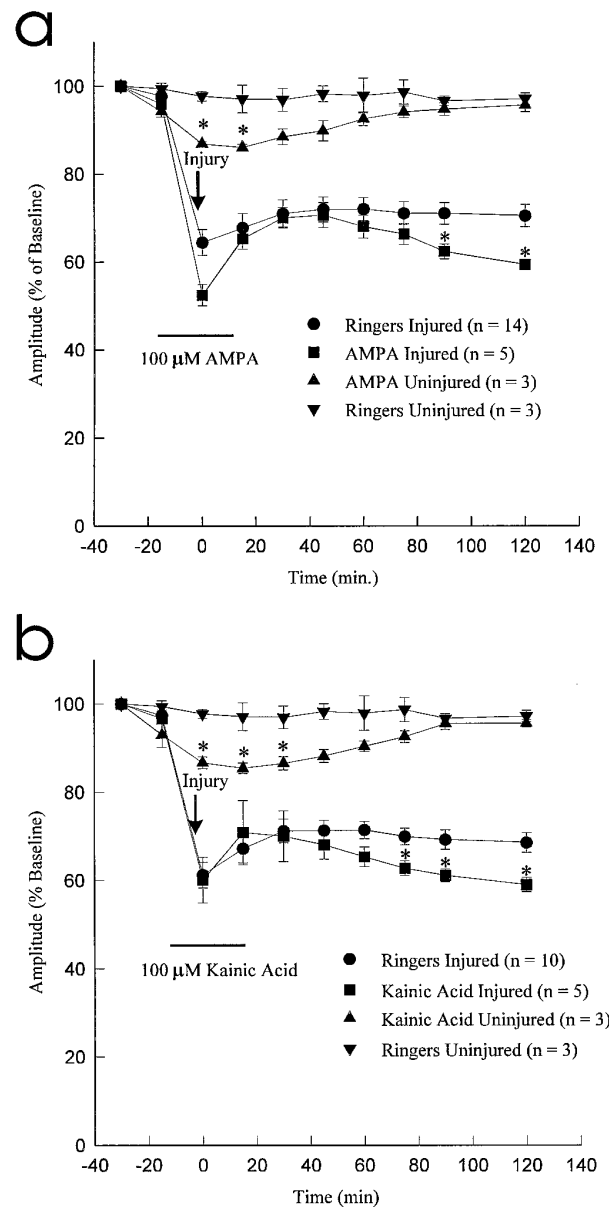 a
100
80
60
40
20
0
Amplitude (% of Baseline)
*
*
Injury
*
*
100 µM AMPA
Ringers Injured (n = 14)
AMPA Injured (n = 5)
AMPA Uninjured (n = 3)
Ringers Uninjured (n = 3)
-40 -20 0 20 40 60 80 100 120 140
Time (min.)
b
100
80
60
40
20
0
Amplitude (% Baseline)
*
*
*
Injury
*
*
*
100 µM Kainic Acid
Ringers Injured (n = 10)
Kainic Acid Injured (n = 5)
Kainic Acid Uninjured (n = 3)
Ringers Uninjured (n = 3)
-40 -20 0 20 40 60 80 100 120 140
Time (min)